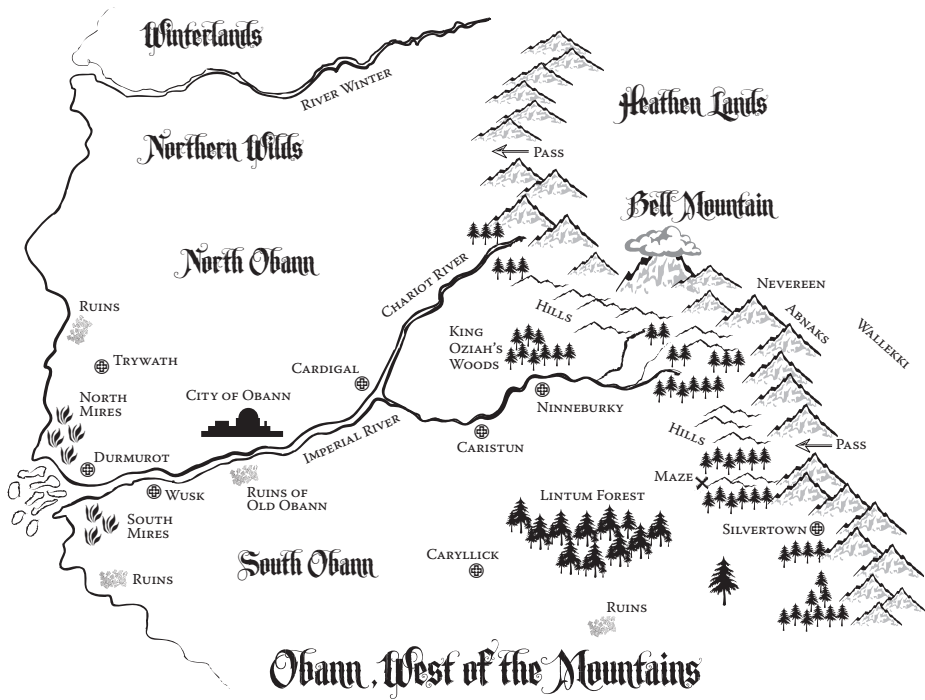 Winterlands
River Winter
Heathen Lands
Northern Wilds
Pass
Bell Mountain
North Obann
Chariot River
Nevereen
Abnaks
Wallekki
Hills
Ruins
King
Oziah's
Woods
Trywath
Cardigal
City of Obann
North
Mires
Ninneburky
Imperial River
Caristun
Hills
Pass
Durmurot
Maze
Wusk
Ruins of
Old Obann
Lintum Forest
South
Mires
Silvertown
Caryllick
South Obann
Ruins
Ruins
Obann, West of the Mountains